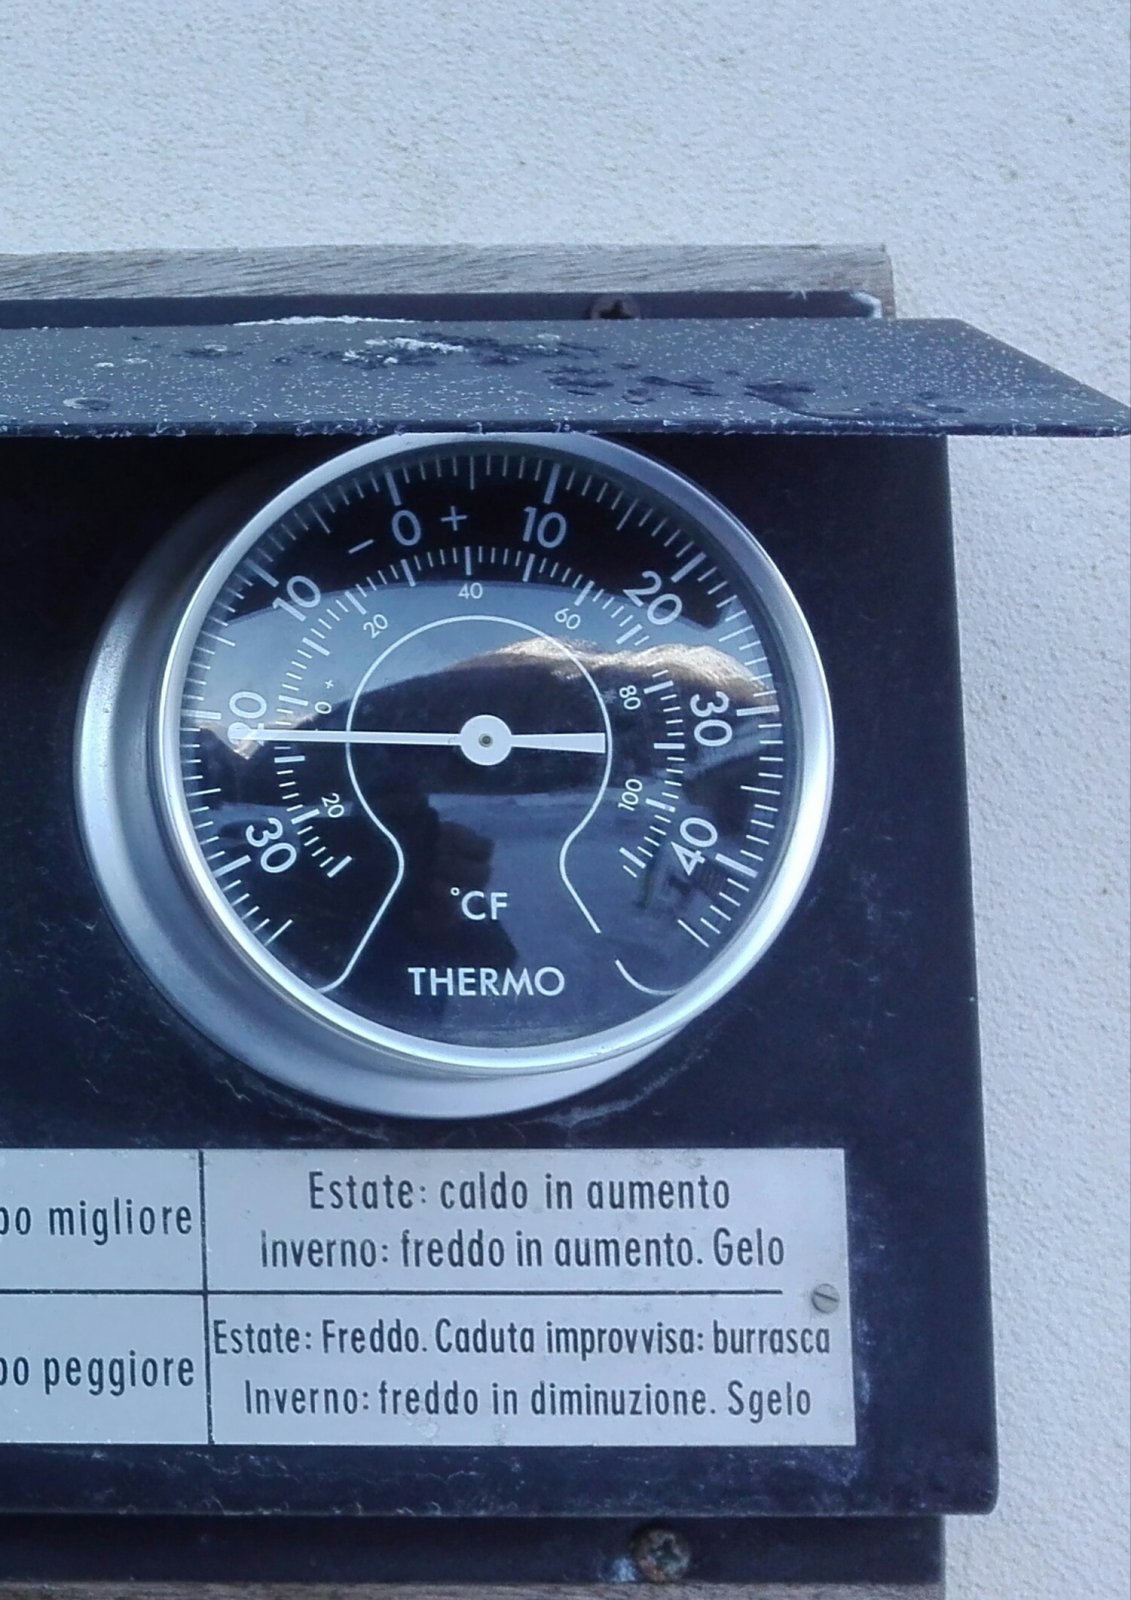 − 0 + 10
10 20
20 30
30 40
20 40 60
0 + 80
20 100
°CF
THERMO
po migliore
Estate: caldo in aumento
Inverno: freddo in aumento. Gelo
po peggiore
Estate: Freddo. Caduta improvvisa: burrasca
Inverno: freddo in diminuzione. Sgelo